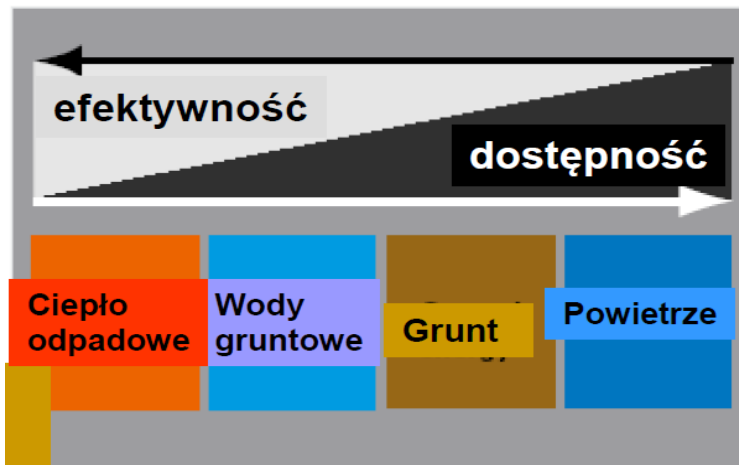 efektywność
dostępność
Ciepło
odpadowe
Wody
gruntowe
Grunt
Powietrze